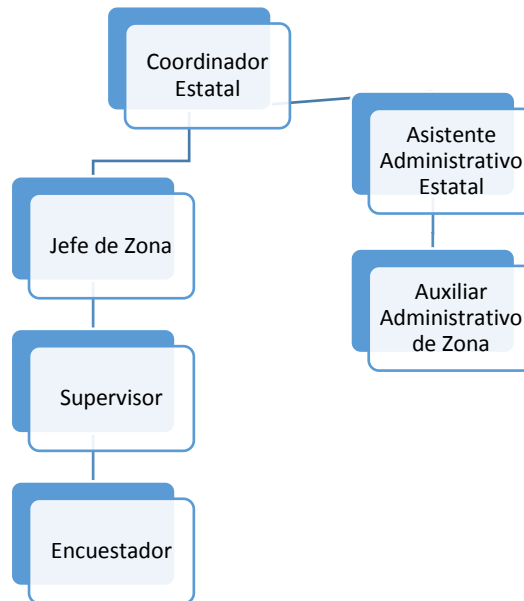 Coordinador
Estatal
Asistente
Administrativo
Estatal
Jefe de Zona
Auxiliar
Administrativo
de Zona
Supervisor
Encuestador